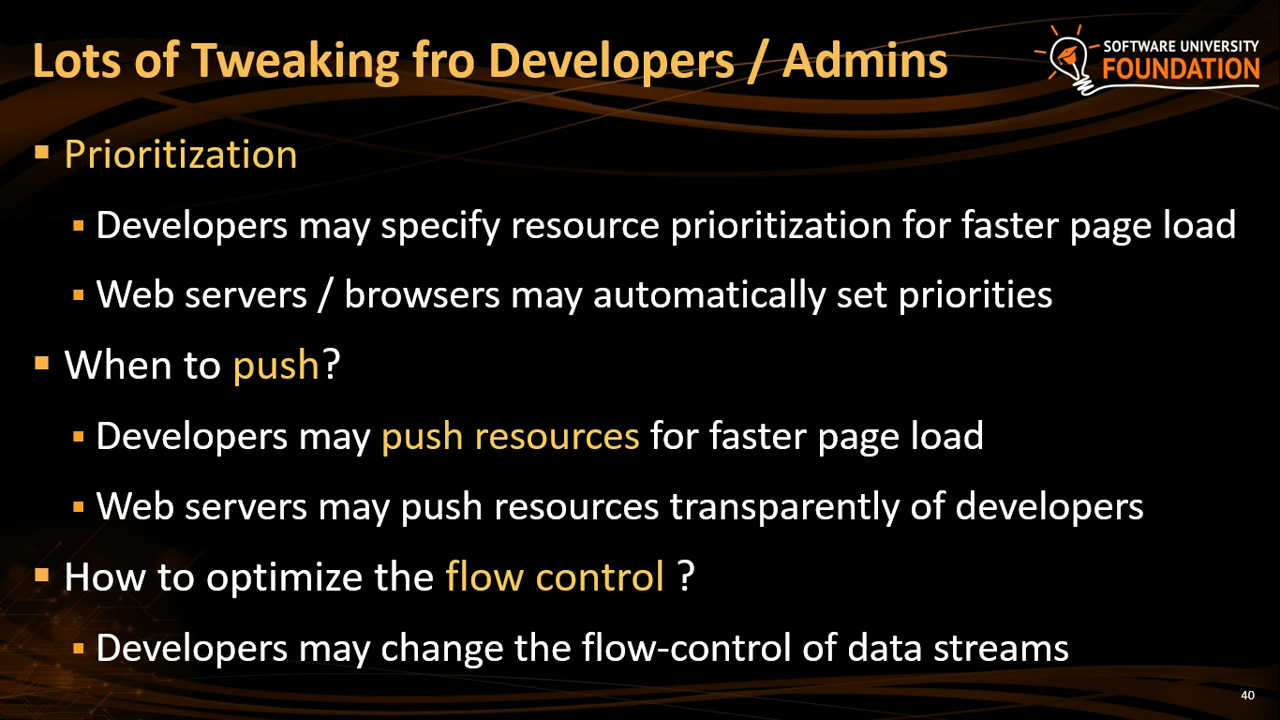 Lots of Tweaking fro Developers / Admins
SOFTWARE UNIVERSITY
FOUNDATION
▪ Prioritization
▪ Developers may specify resource prioritization for faster page load
▪ Web servers / browsers may automatically set priorities
▪ When to push?
▪ Developers may push resources for faster page load
▪ Web servers may push resources transparently of developers
▪ How to optimize the flow control ?
▪ Developers may change the flow-control of data streams
40